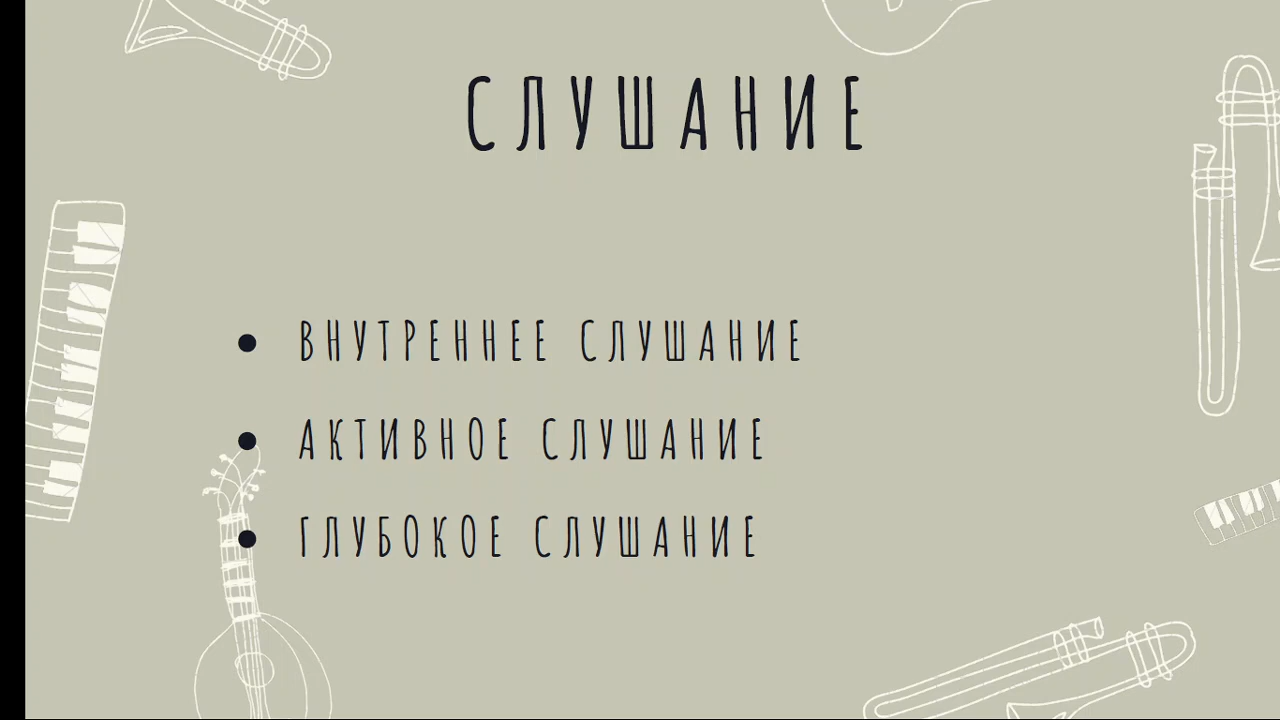 СЛУШАНИЕ
• ВНУТРЕННЕЕ СЛУШАНИЕ
• АКТИВНОЕ СЛУШАНИЕ
• ГЛУБОКОЕ СЛУШАНИЕ